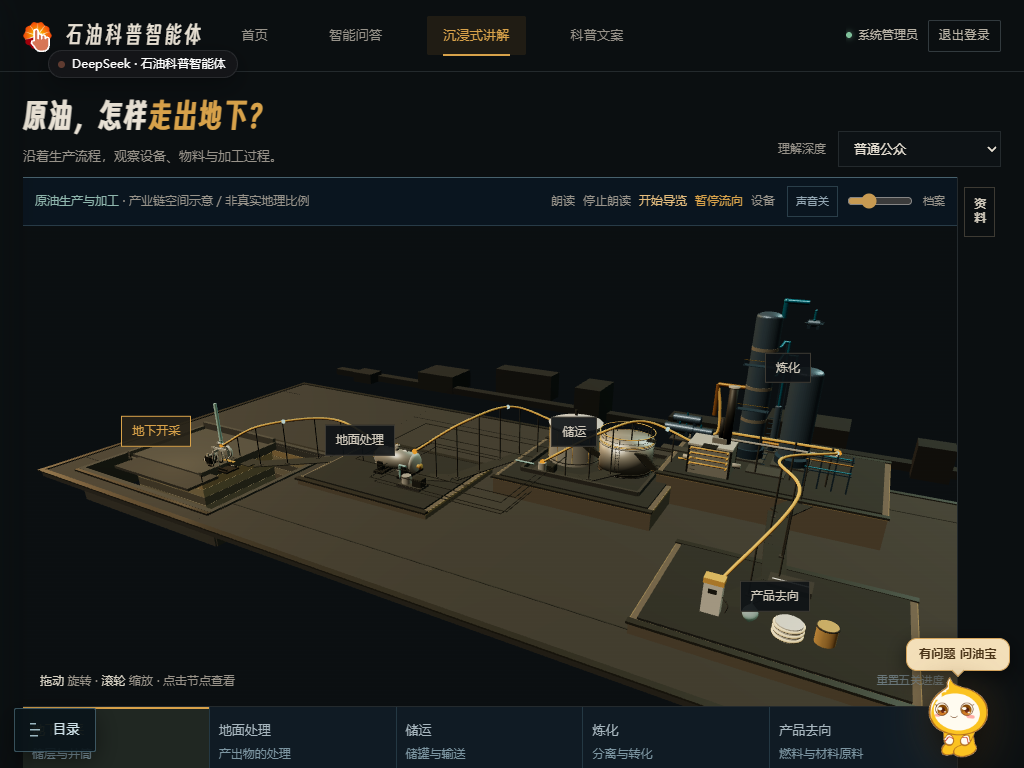 石油科普智能体
首页
智能问答
沉浸式讲解
科普文案
系统管理员
退出登录
DeepSeek · 石油科普智能体
原油，怎样走出地下？
沿着生产流程，观察设备、物料与加工过程。
理解深度
普通公众
原油生产与加工 · 产业链空间示意 / 非真实地理比例
朗读
停止朗读
开始导览
暂停流向
设备
声音关
档案
资料
炼化
地下开采
地面处理
储运
产品去向
有问题 问油宝
拖动 旋转 · 滚轮 缩放 · 点击节点查看
重置五关进度
目录
储层与井筒
地面处理
产出物的处理
储运
储罐与输送
炼化
分离与转化
产品去向
燃料与材料原料